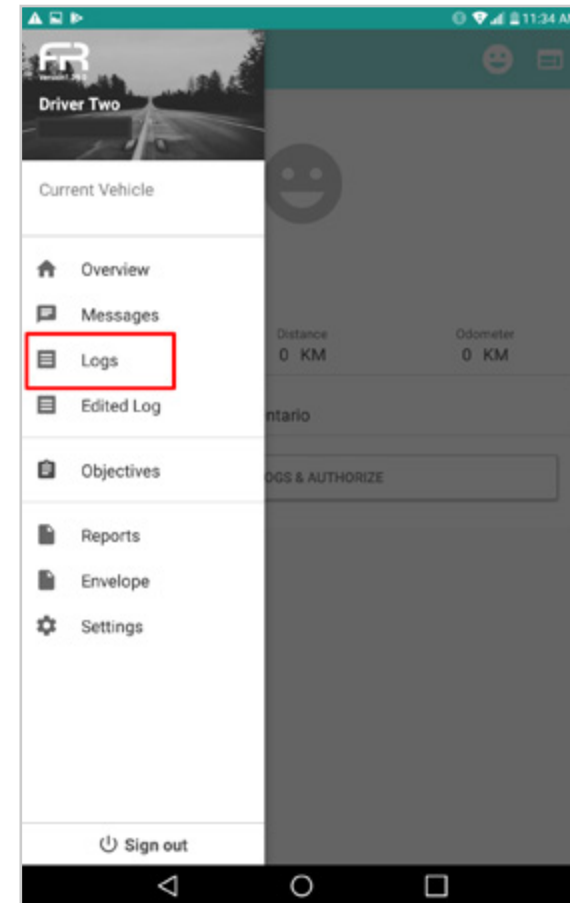 11:34 AM
FR
Driver Two
Current Vehicle
Overview
Messages
Logs
Edited Log
Objectives
Reports
Envelope
Settings
Sign out
Distance
0 KM
Odometer
0 KM
ntario
OGS & AUTHORIZE